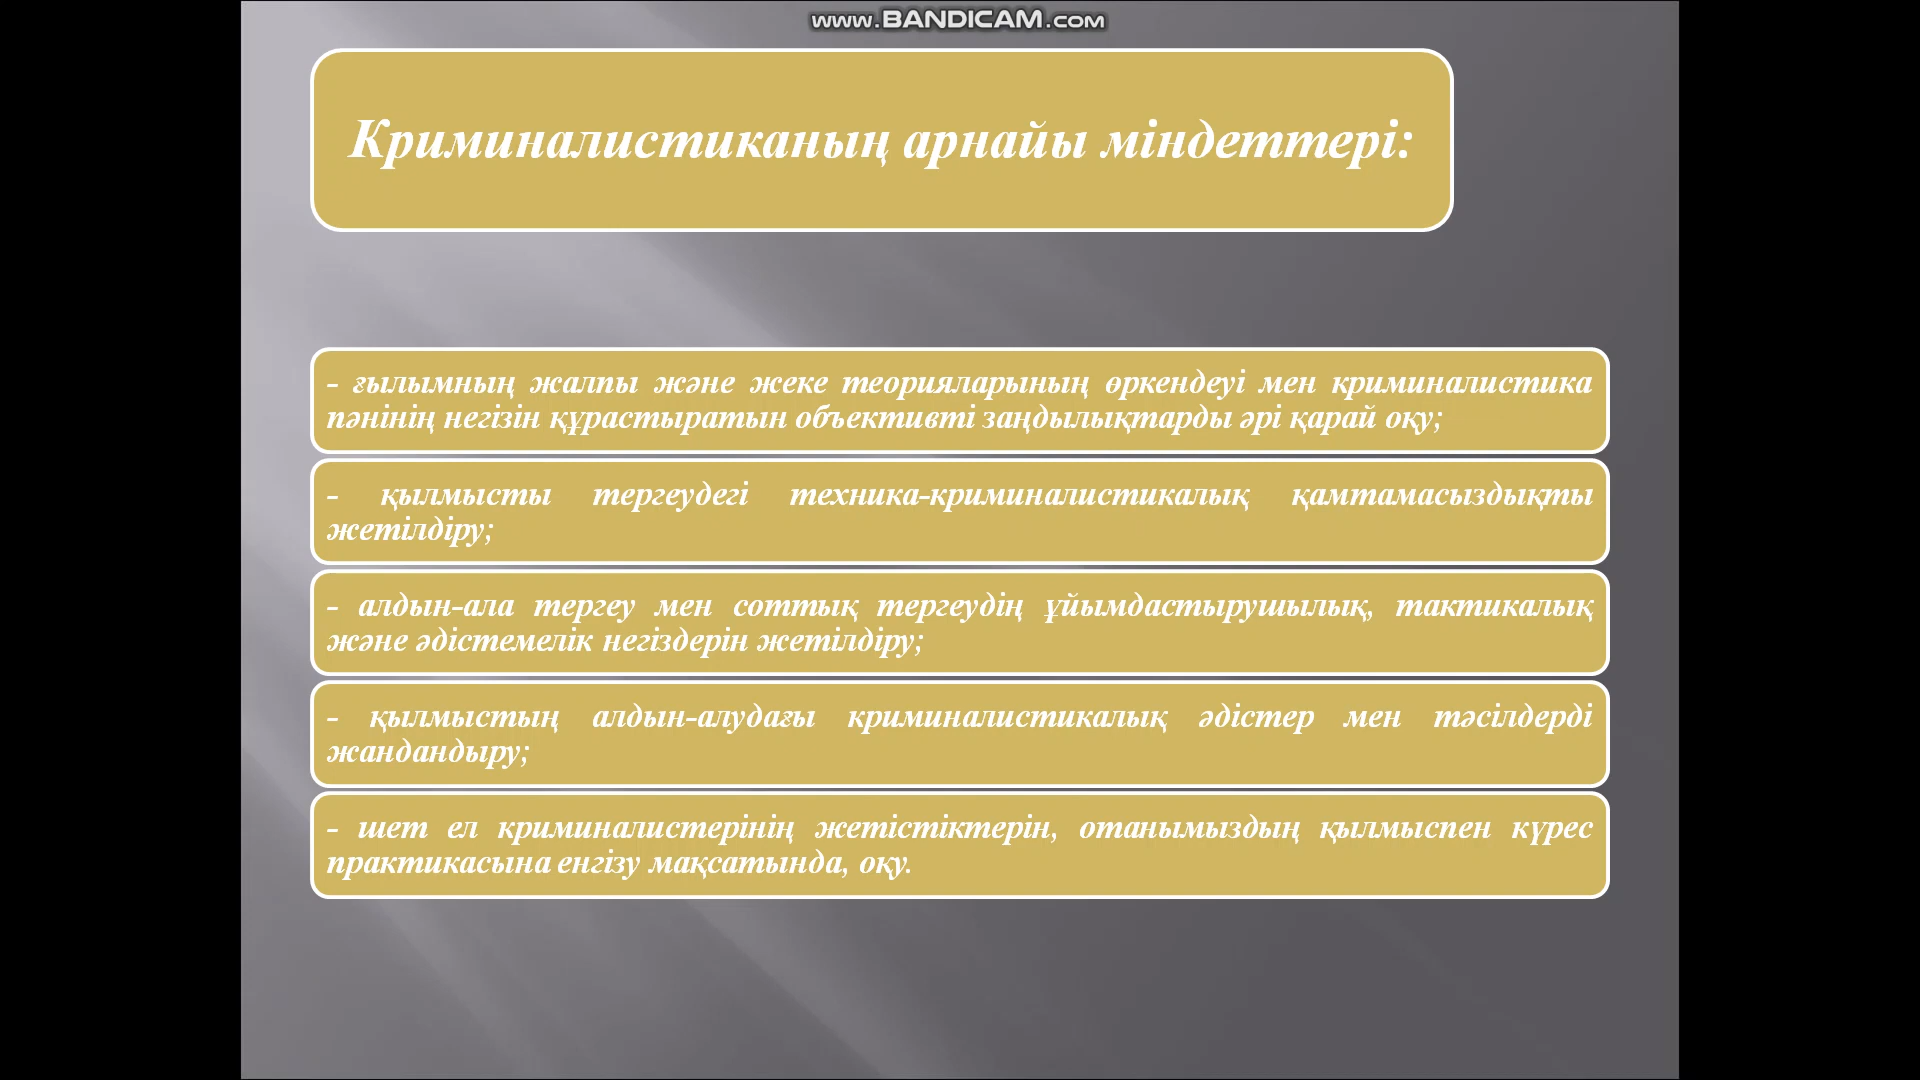 www.BANDICAM.com
Криминалистиканың арнайы міндеттері:
- ғылымның жалпы және жеке теорияларының өркендеуі мен криминалистика
пәнінің негізін құрастыратын объективті заңдылықтарды әрі қарай оқу;
- қылмысты тергеудегі техника-криминалистикалық қамтамасыздықты
жетілдіру;
- алдын-ала тергеу мен соттық тергеудің ұйымдастырушылық, тактикалық
және әдістемелік негіздерін жетілдіру;
- қылмыстың алдын-алудағы криминалистикалық әдістер мен тәсілдерді
жандандыру;
- шет ел криминалистерінің жетістіктерін, отанымыздың қылмыспен күрес
практикасына енгізу мақсатында, оқу.